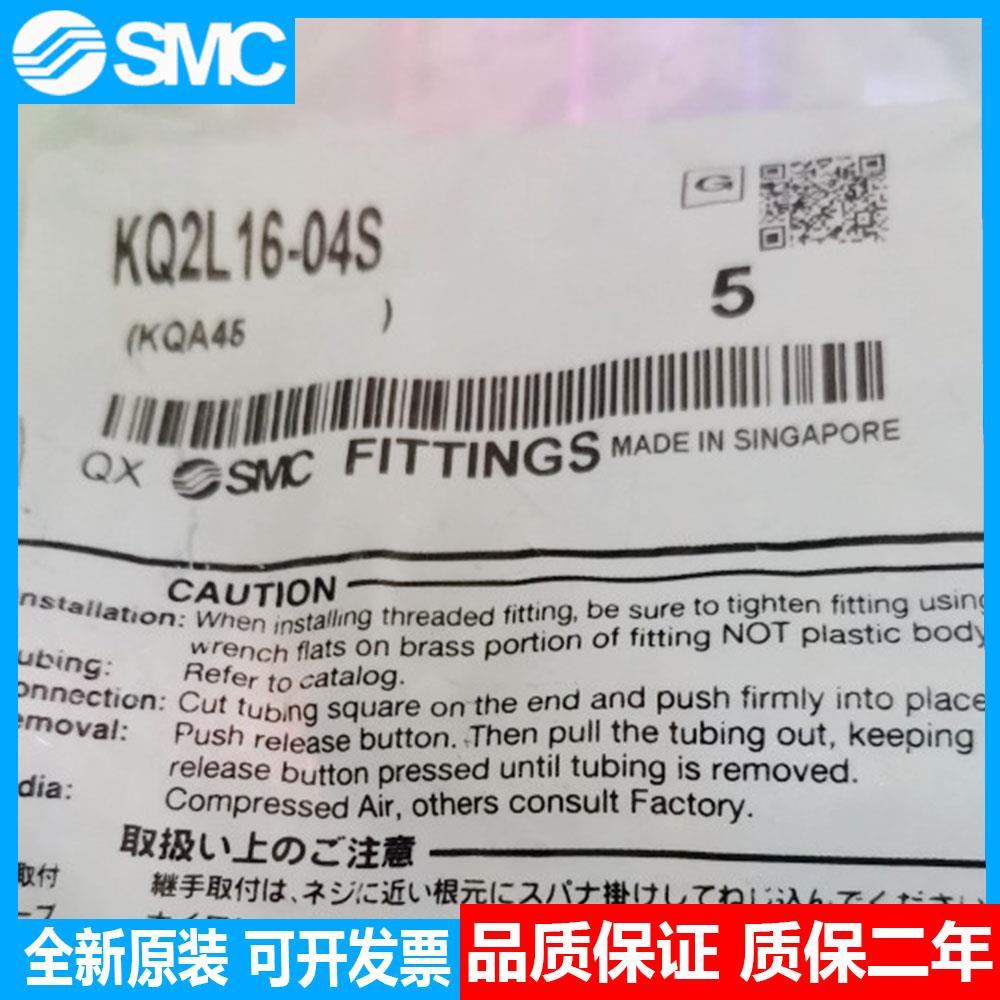 SMC
G
KQ2L16-04S
5
(KQA45 )
QX SMC FITTINGS MADE IN SINGAPORE
CAUTION
nstallation: When installing threaded fitting, be sure to tighten fitting using
wrench flats on brass portion of fitting NOT plastic body
ubing: Refer to catalog.
onnection: Cut tubing square on the end and push firmly into place
emoval: Push release button. Then pull the tubing out, keeping
release button pressed until tubing is removed.
dia: Compressed Air, others consult Factory.
取扱い上のご注意
取付 継手取付は、ネジに近い根元にスパナ掛けしてねじ込んでください
全新原装 可开发票 品质保证 质保二年